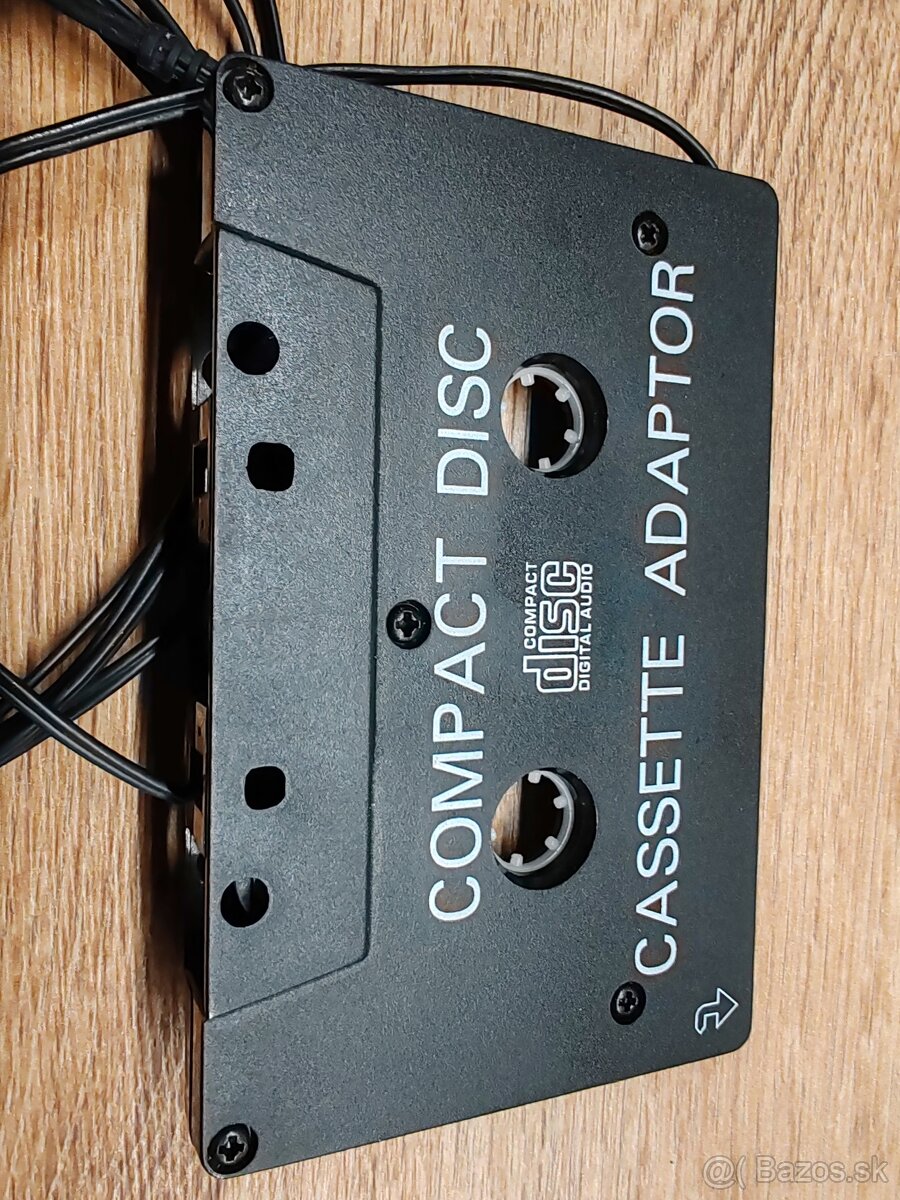 COMPACT DISC
COMPACT
disc
DIGITAL AUDIO
CASSETTE ADAPTOR
@( Bazos.sk